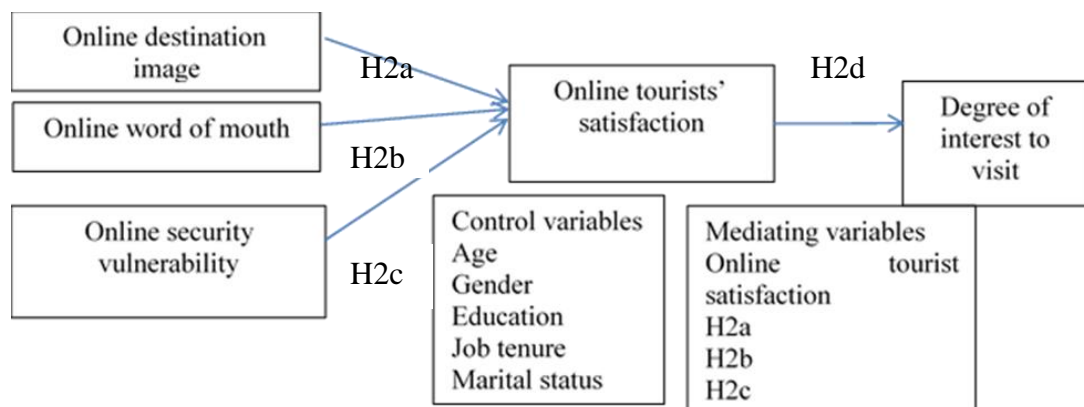 Online destination
image
H2a
Online word of mouth
H2b
Online security
vulnerability
H2c
Online tourists'
satisfaction
H2d
Degree of
interest to
visit
Control variables
Age
Gender
Education
Job tenure
Marital status
Mediating variables
Online tourist
satisfaction
H2a
H2b
H2c